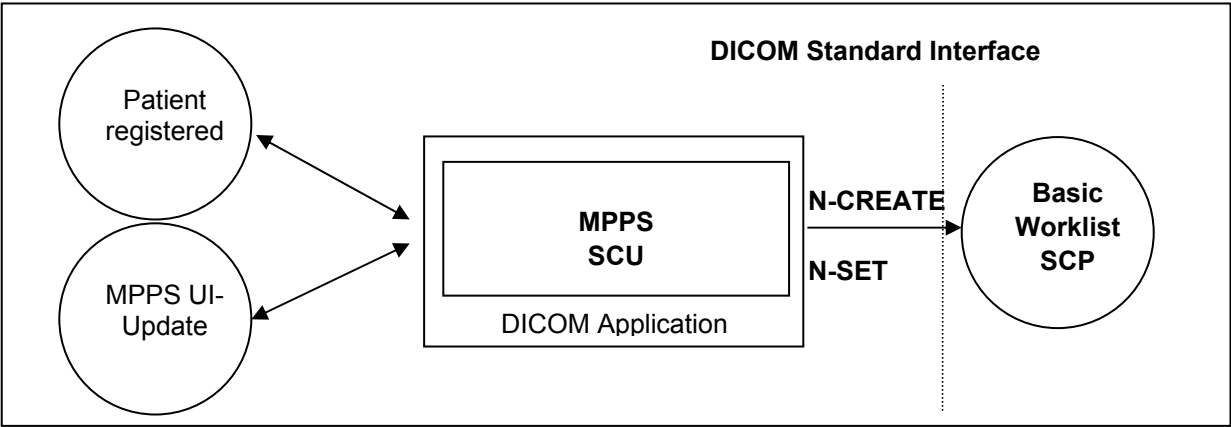 DICOM Standard Interface
Patient
registered
MPPS UI-
Update
MPPS
SCU
DICOM Application
N-CREATE
N-SET
Basic
Worklist
SCP